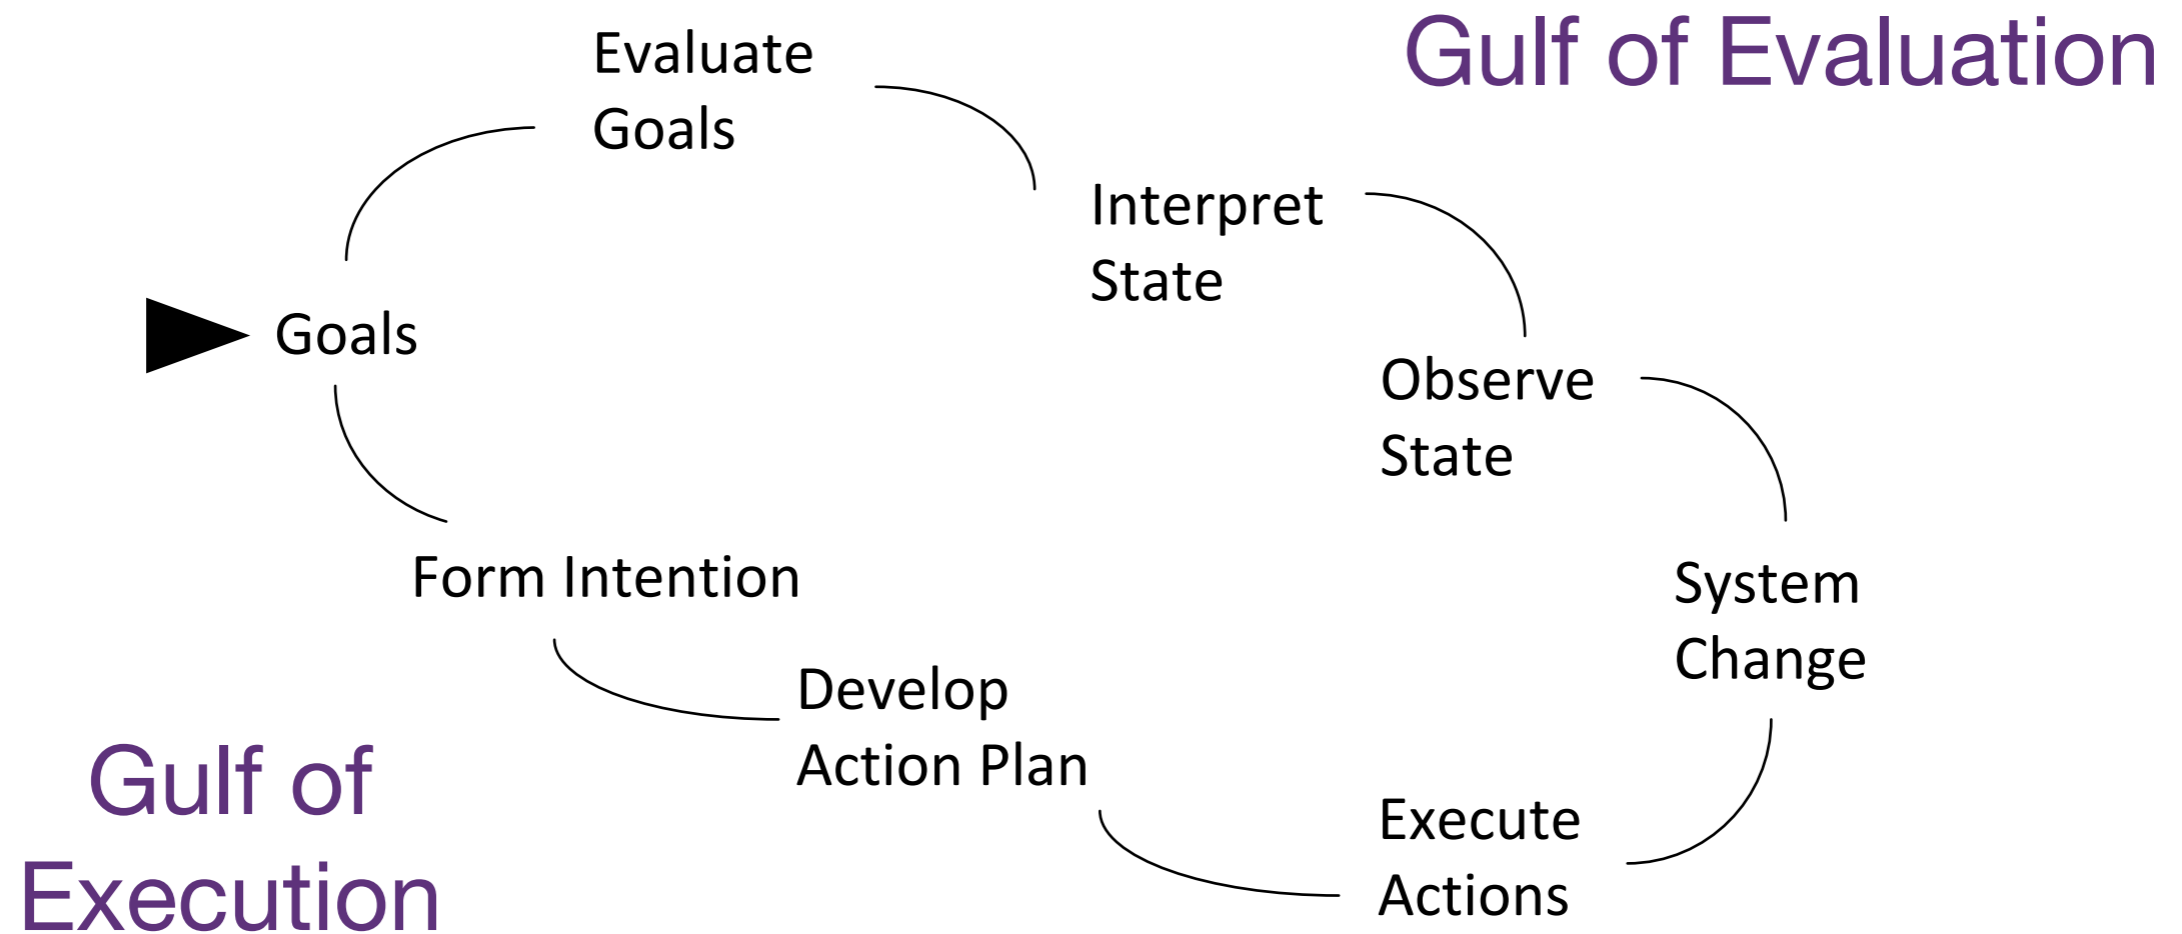 Evaluate
Goals
Gulf of Evaluation
Interpret
State
Goals
Observe
State
Form Intention
System
Change
Develop
Action Plan
Gulf of
Execution
Execute
Actions